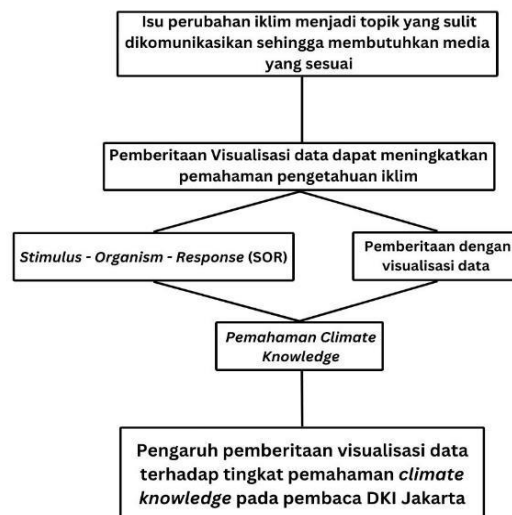 Isu perubahan iklim menjadi topik yang sulit
dikomunikasikan sehingga membutuhkan media
yang sesuai
Pemberitaan Visualisasi data dapat meningkatkan
pemahaman pengetahuan iklim
Stimulus - Organism - Response (SOR)
Pemberitaan dengan
visualisasi data
Pemahaman Climate
Knowledge
Pengaruh pemberitaan visualisasi data
terhadap tingkat pemahaman climate
knowledge pada pembaca DKI Jakarta